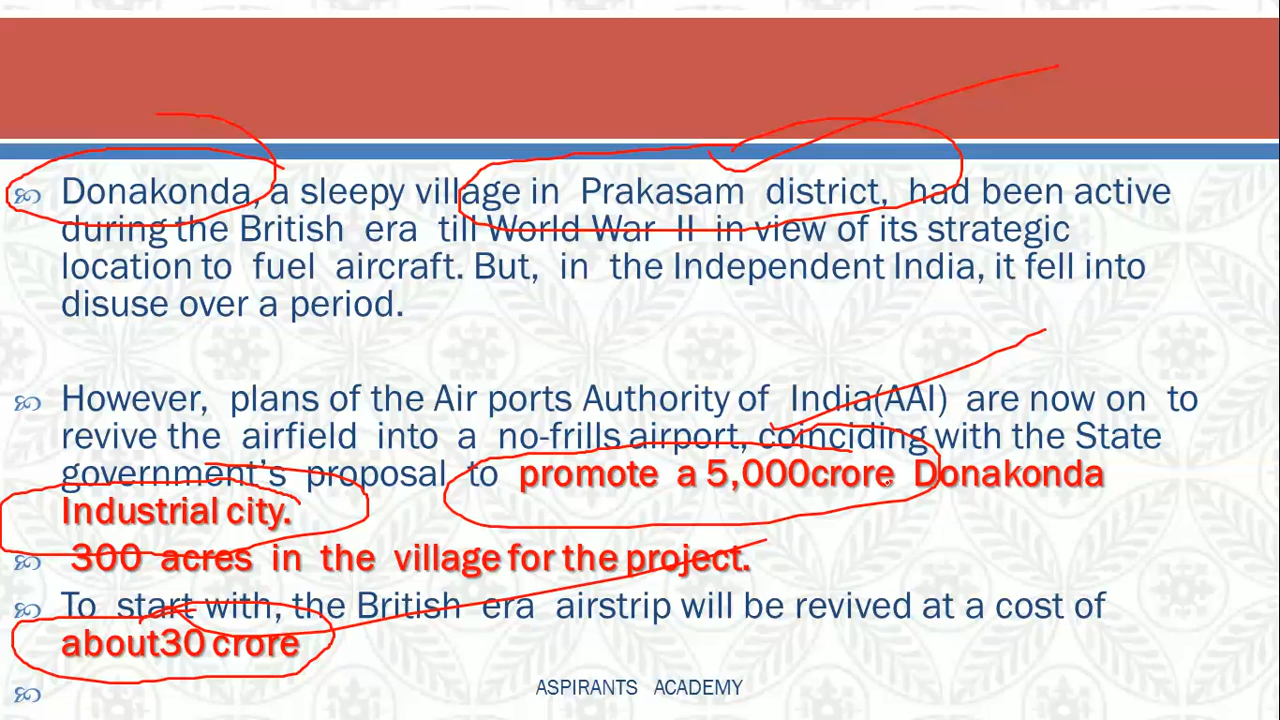 Donakonda, a sleepy village in Prakasam district, had been active
during the British era till World War II in view of its strategic
location to fuel aircraft. But, in the Independent India, it fell into
disuse over a period.
However, plans of the Air ports Authority of India(AAI) are now on to
revive the airfield into a no-frills airport, coinciding with the State
government's proposal to promote a 5,000crore Donakonda
Industrial city.
300 acres in the village for the project.
To start with, the British era airstrip will be revived at a cost of
about30 crore
ASPIRANTS ACADEMY